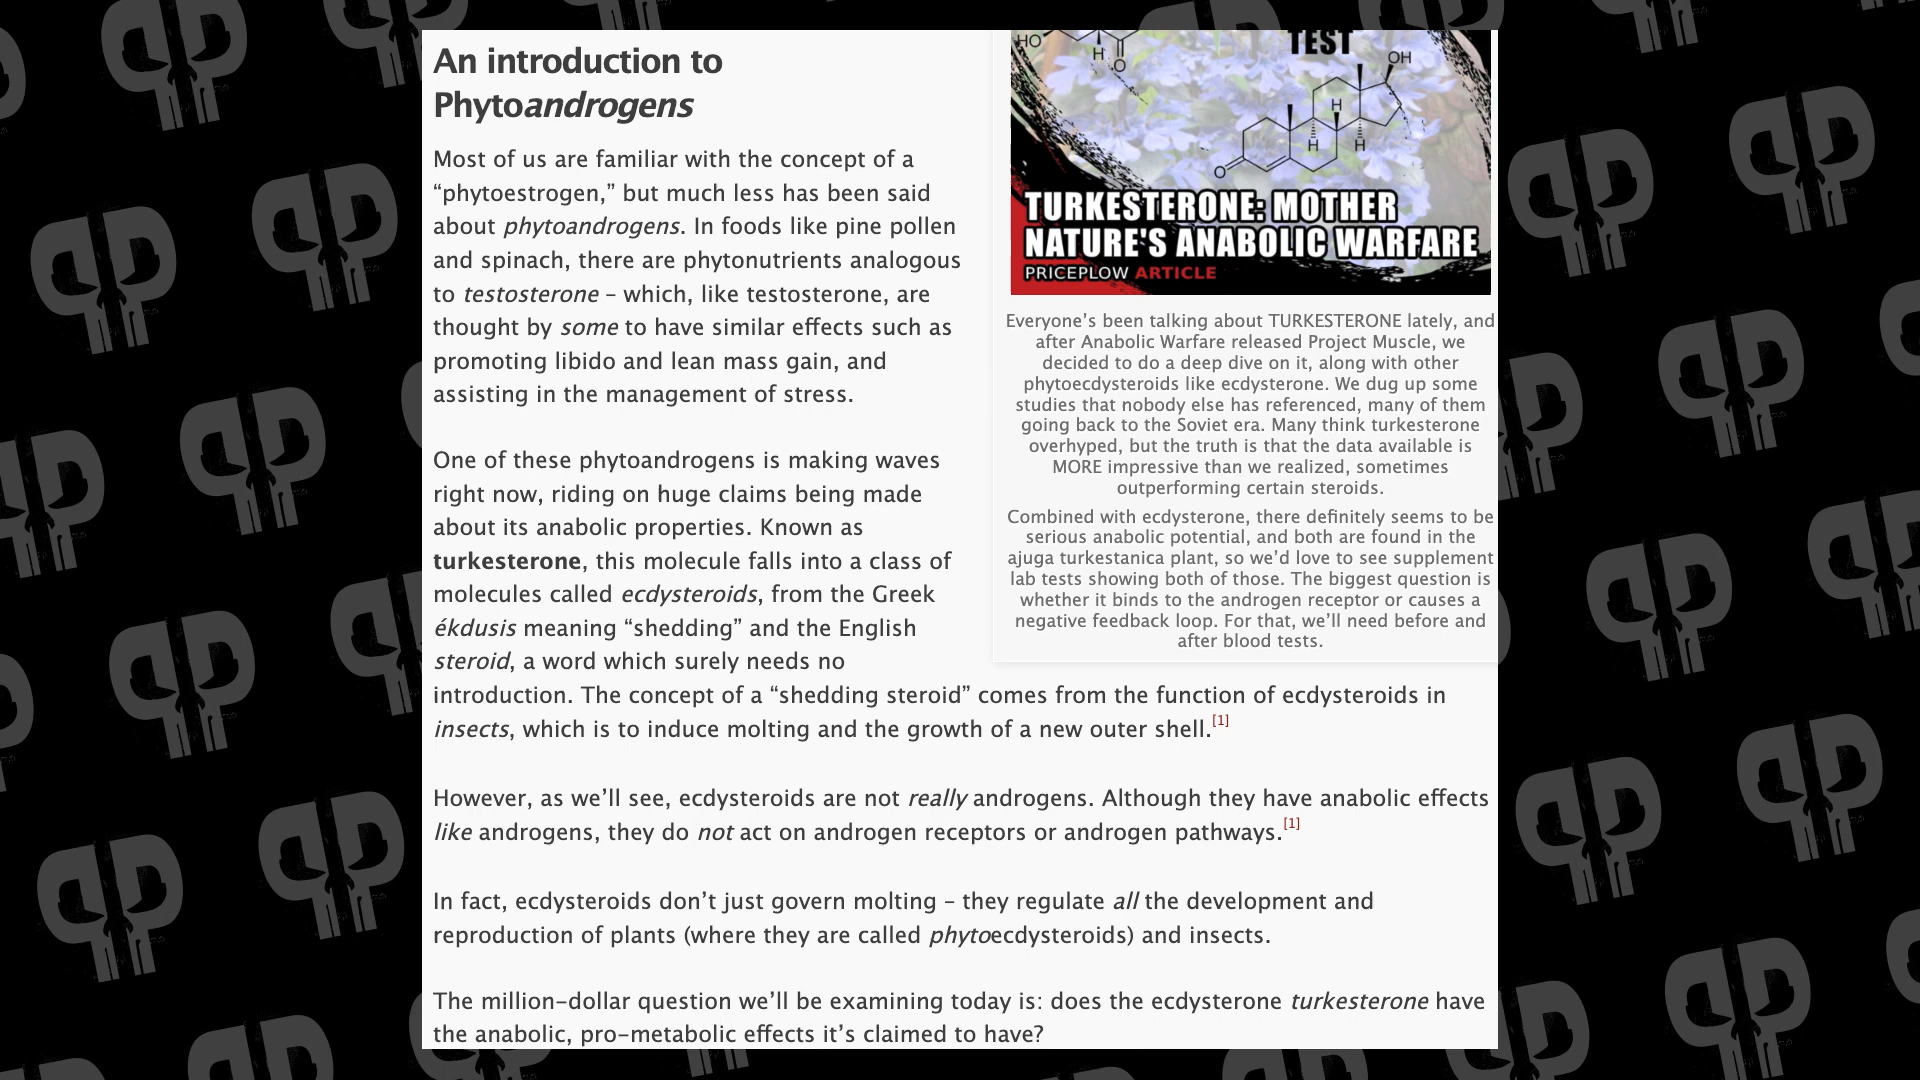 An introduction to
Phytoandrogens
Most of us are familiar with the concept of a
“phytoestrogen,” but much less has been said
about phytoandrogens. In foods like pine pollen
and spinach, there are phytonutrients analogous
to testosterone – which, like testosterone, are
thought by some to have similar effects such as
promoting libido and lean mass gain, and
assisting in the management of stress.
One of these phytoandrogens is making waves
right now, riding on huge claims being made
about its anabolic properties. Known as
turkesterone, this molecule falls into a class of
molecules called ecdysteroids, from the Greek
ékdusis meaning “shedding” and the English
steroid, a word which surely needs no
introduction. The concept of a “shedding steroid” comes from the function of ecdysteroids in
insects, which is to induce molting and the growth of a new outer shell.[1]
However, as we’ll see, ecdysteroids are not really androgens. Although they have anabolic effects
like androgens, they do not act on androgen receptors or androgen pathways.[1]
In fact, ecdysteroids don’t just govern molting – they regulate all the development and
reproduction of plants (where they are called phytoecdysteroids) and insects.
The million-dollar question we’ll be examining today is: does the ecdysterone turkesterone have
the anabolic, pro-metabolic effects it’s claimed to have?
TEST
HO
H
O
OH
H
H
H
O
TURKESTERONE: MOTHER
NATURE'S ANABOLIC WARFARE
PRICEPLOW ARTICLE
Everyone’s been talking about TURKESTERONE lately, and
after Anabolic Warfare released Project Muscle, we
decided to do a deep dive on it, along with other
phytoecdysteroids like ecdysterone. We dug up some
studies that nobody else has referenced, many of them
going back to the Soviet era. Many think turkesterone
overhyped, but the truth is that the data available is
MORE impressive than we realized, sometimes
outperforming certain steroids.
Combined with ecdysterone, there definitely seems to be
serious anabolic potential, and both are found in the
ajuga turkestanica plant, so we’d love to see supplement
lab tests showing both of those. The biggest question is
whether it binds to the androgen receptor or causes a
negative feedback loop. For that, we’ll need before and
after blood tests.